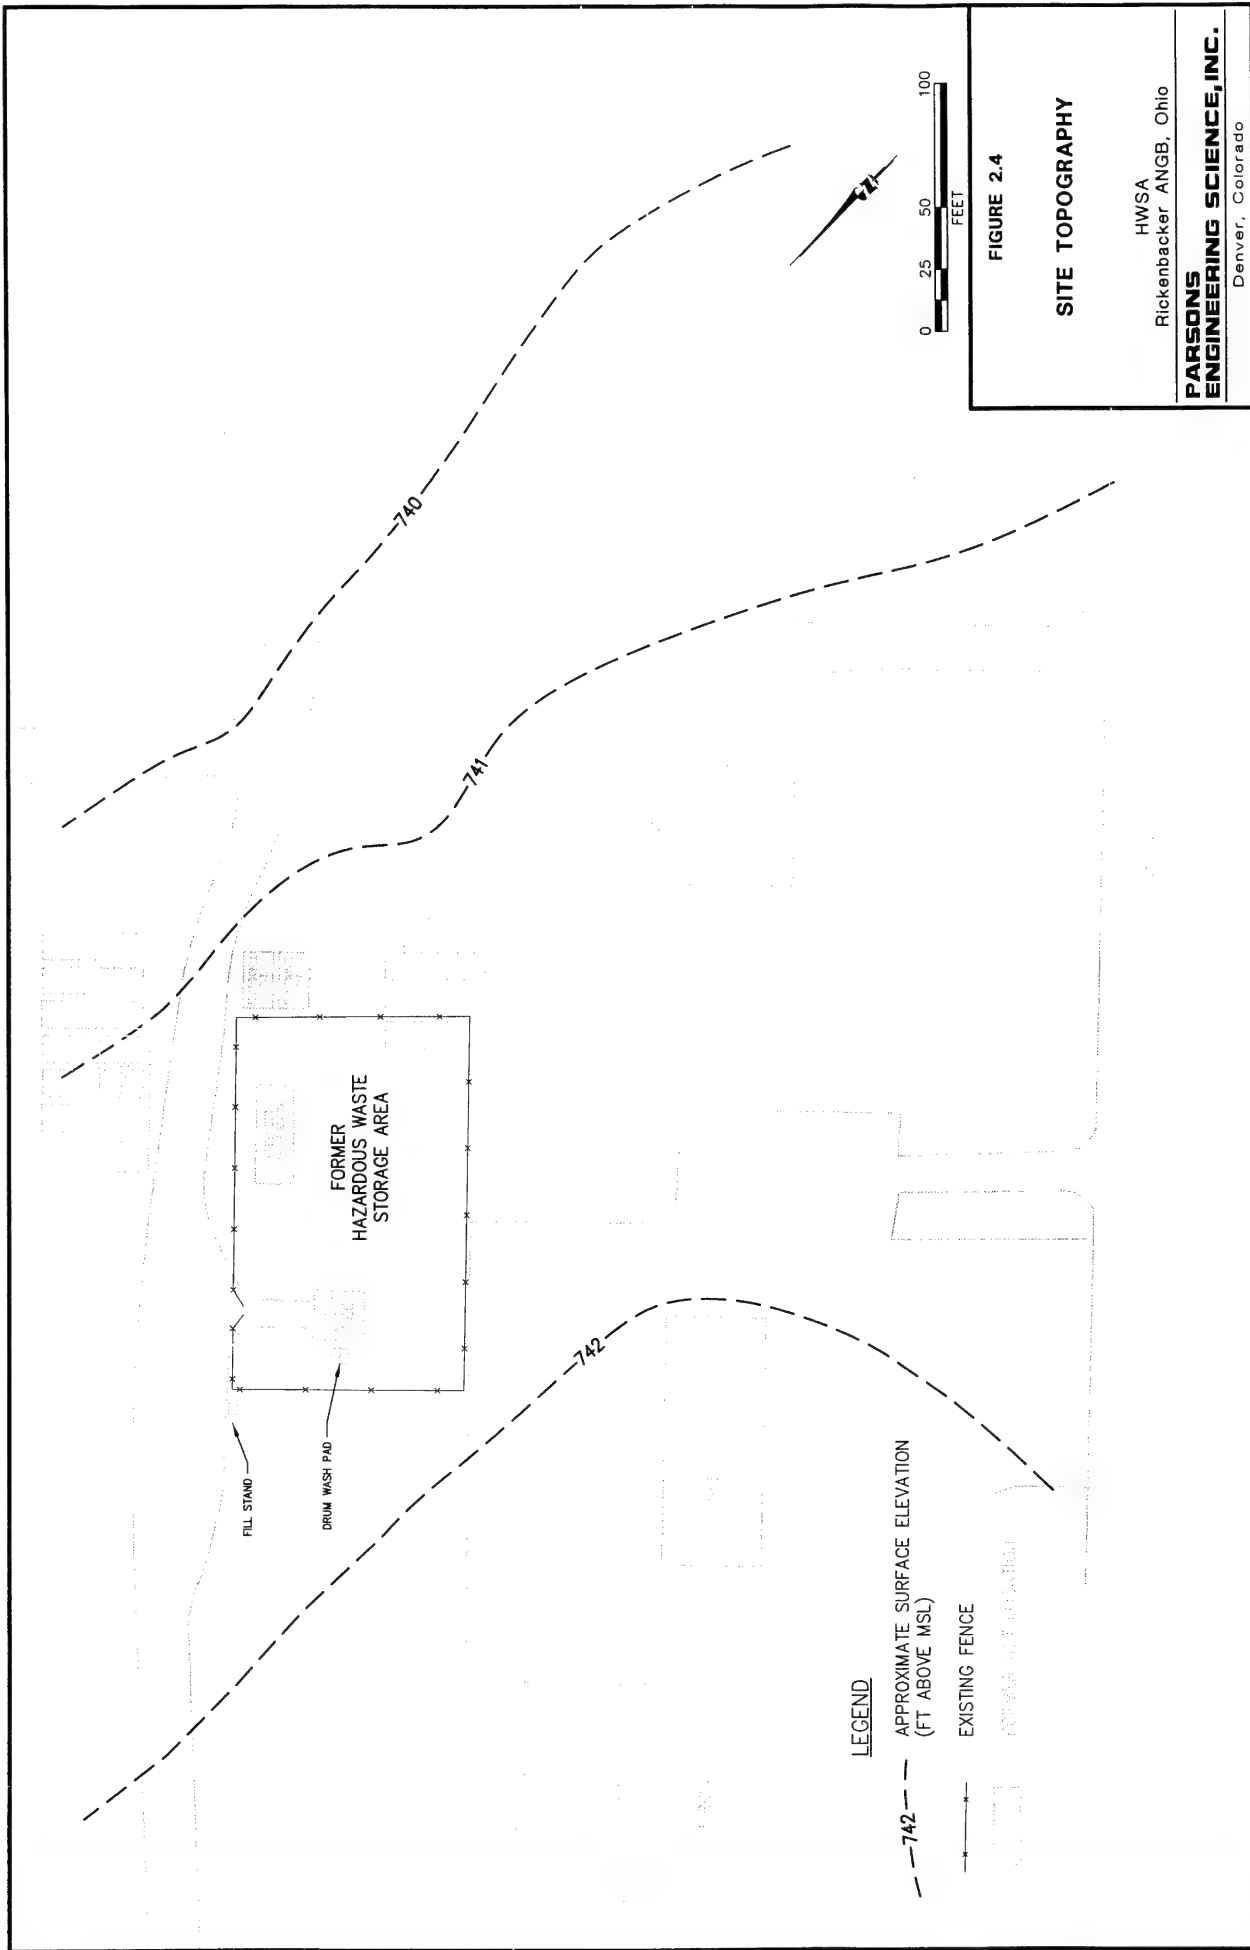 FILL STAND
DRUM WASH PAD
FORMER
HAZARDOUS WASTE
STORAGE AREA
740
741
742
LEGEND
742
APPROXIMATE SURFACE ELEVATION
(FT ABOVE MSL)
EXISTING FENCE
N
0 25 50 100
FEET
FIGURE 2.4
SITE TOPOGRAPHY
HWSA
Rickenbacker ANGB, Ohio
PARSONS
ENGINEERING SCIENCE, INC.
Denver, Colorado